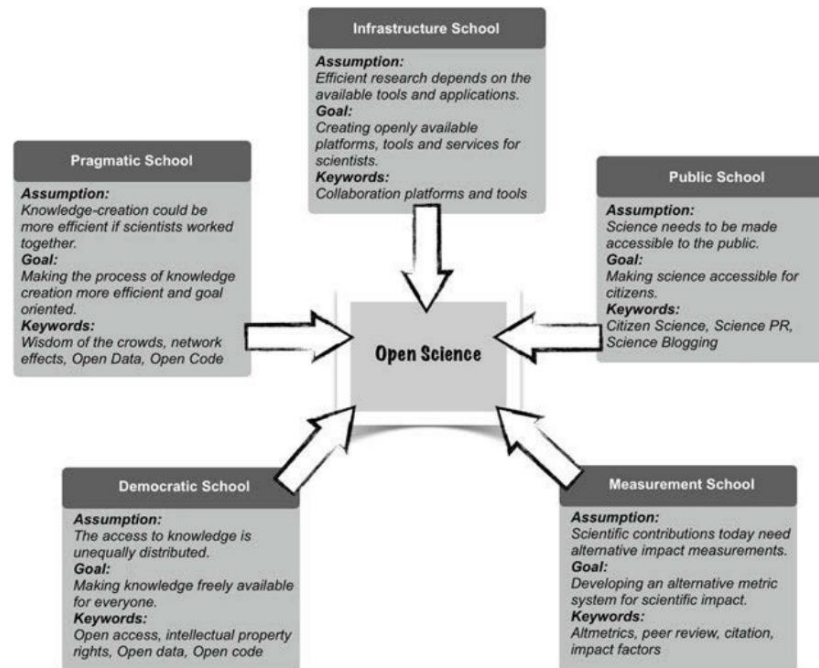 Infrastructure School
Assumption:
Efficient research depends on the
available tools and applications.
Goal:
Creating openly available
platforms, tools and services for
scientists.
Keywords:
Collaboration platforms and tools
Pragmatic School
Assumption:
Knowledge-creation could be
more efficient if scientists worked
together.
Goal:
Making the process of knowledge
creation more efficient and goal
oriented.
Keywords:
Wisdom of the crowds, network
effects, Open Data, Open Code
Public School
Assumption:
Science needs to be made
accessible to the public.
Goal:
Making science accessible for
citizens.
Keywords:
Citizen Science, Science PR,
Science Blogging
Open Science
Democratic School
Assumption:
The access to knowledge is
unequally distributed.
Goal:
Making knowledge freely available
for everyone.
Keywords:
Open access, intellectual property
rights, Open data, Open code
Measurement School
Assumption:
Scientific contributions today need
alternative impact measurements.
Goal:
Developing an alternative metric
system for scientific impact.
Keywords:
Altmetrics, peer review, citation,
impact factors